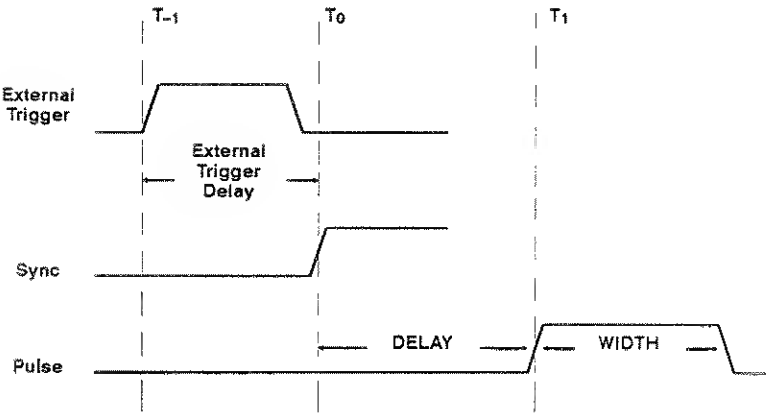 T–1
T0
T1
External
Trigger
External
Trigger
Delay
Sync
DELAY
WIDTH
Pulse